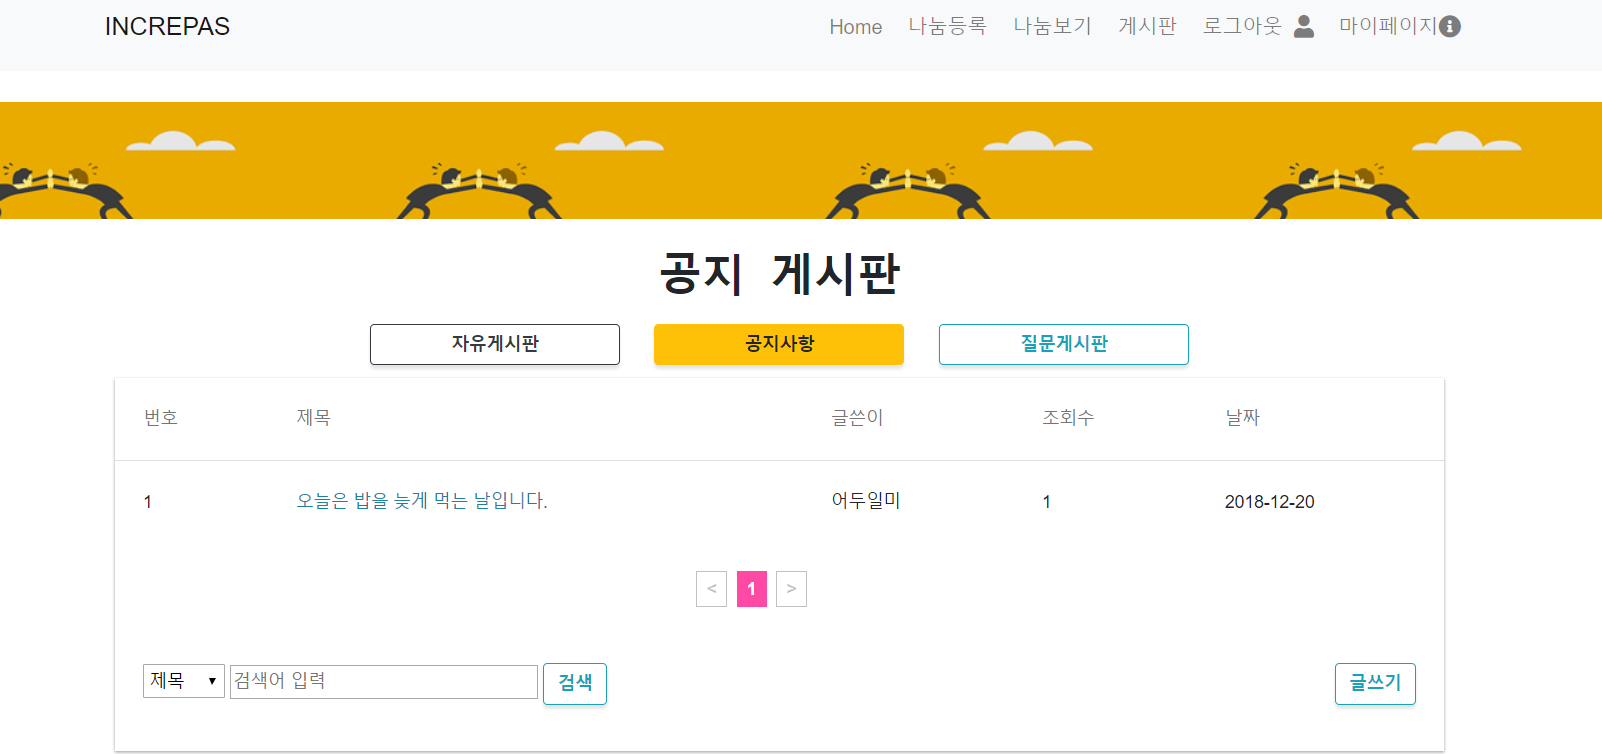 INCREPAS Home 나눔등록 나눔보기 게시판 로그아웃 마이페이지
공지 게시판
자유게시판 공지사항 질문게시판
번호 제목 글쓴이 조회수 날짜
1 오늘은 밥을 늦게 먹는 날입니다. 어두일미 1 2018-12-20
< 1 >
제목 검색어 입력 검색 글쓰기